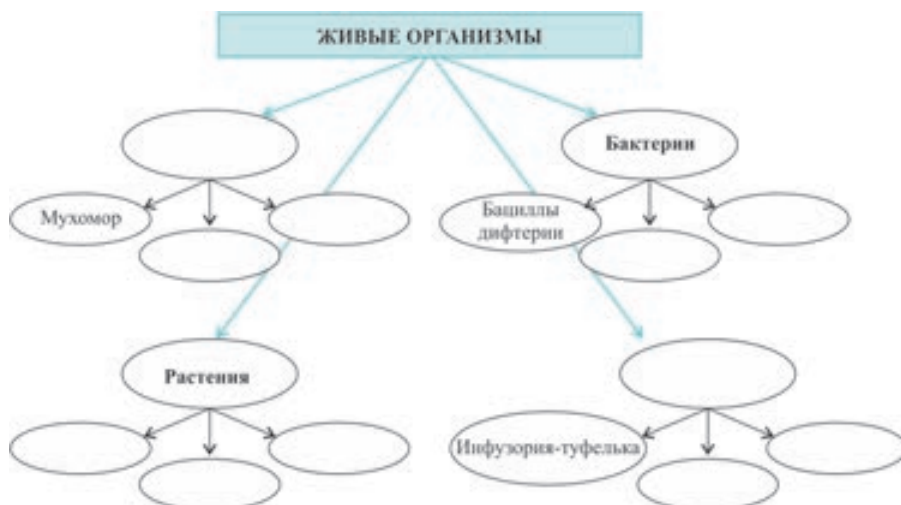 ЖИВЫЕ ОРГАНИЗМЫ
Бактерии
Мухомор
Бациллы
дифтерии
Растения
Инфузория-туфелька